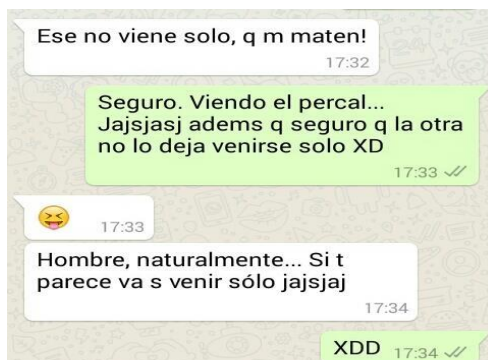 Ese no viene solo, q m maten!
17:32
Seguro. Viendo el percal...
Jajsjasj adems q seguro q la otra
no lo deja venirse solo XD
17:33
😝 17:33
Hombre, naturalmente... Si t
parece va s venir sólo jajsjaj
17:34
XDD 17:34